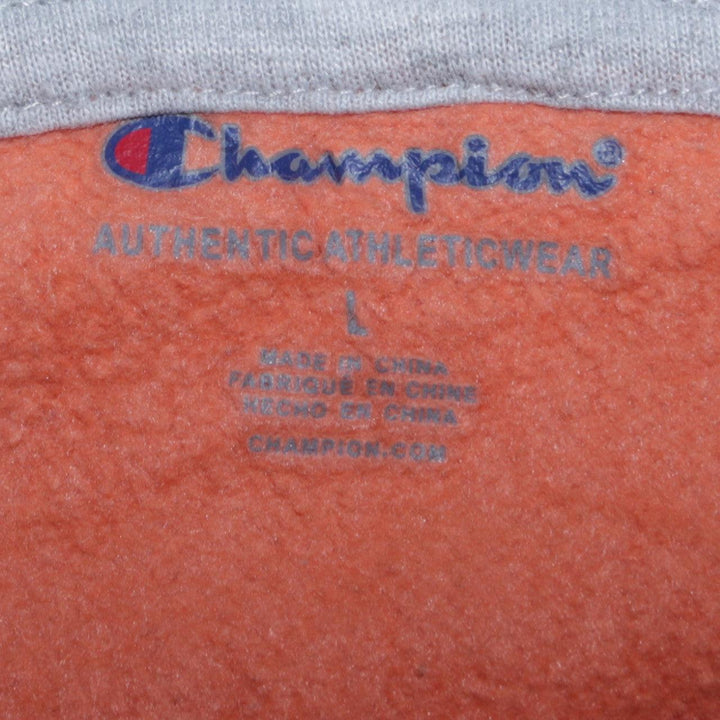 Champion®
AUTHENTIC ATHLETICWEAR
L
MADE IN CHINA
FABRIQUÉ EN CHINE
HECHO EN CHINA
CHAMPION.COM